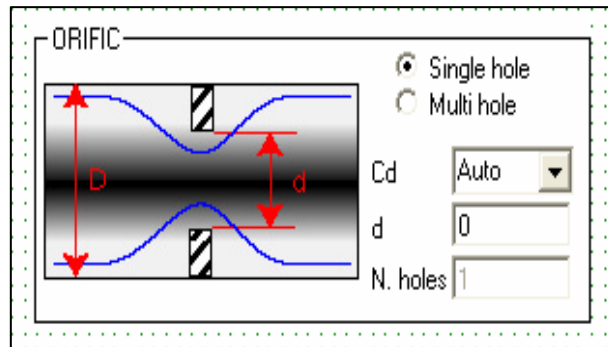 ORIFIC
Single hole
Multi hole
D
d
Cd Auto
d 0
N. holes 1